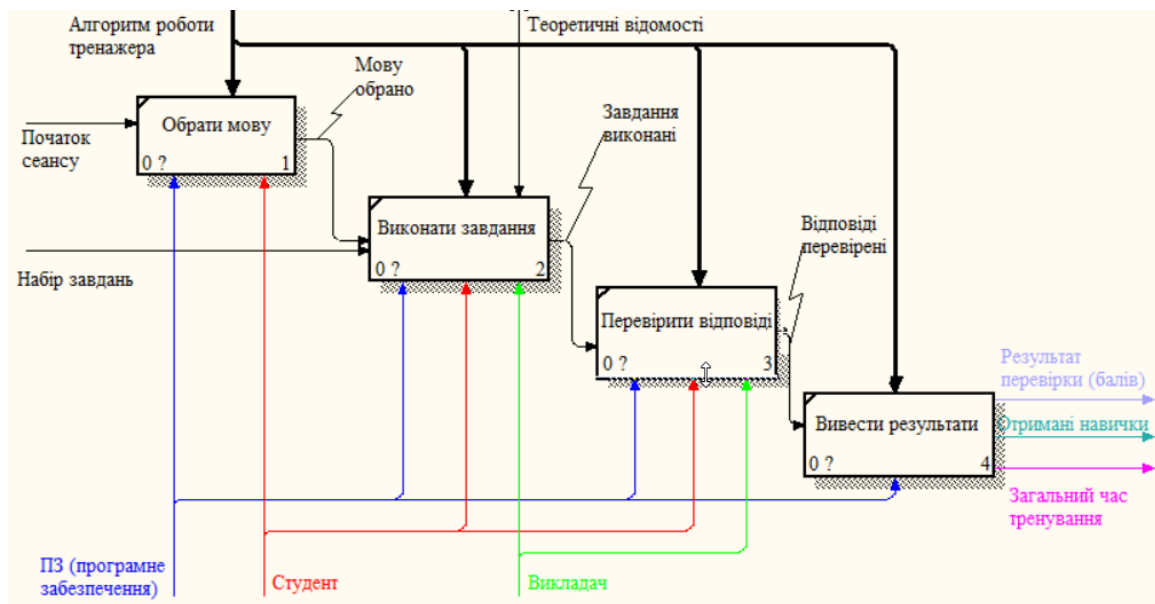 Алгоритм роботи
тренажера
Теоретичні відомості
Мову
обрано
Завдання
виконані
Обрати мову
0 ?
1
Початок
сеансу
Виконати завдання
0 ?
2
Набір завдань
Відповіді
перевірені
Перевірити відповіді
0 ?
3
Результат
перевірки (балів)
Вивести результати
0 ?
4
Отримані навички
Загальний час
тренування
ПЗ (програмне
забезпечення)
Студент
Викладач